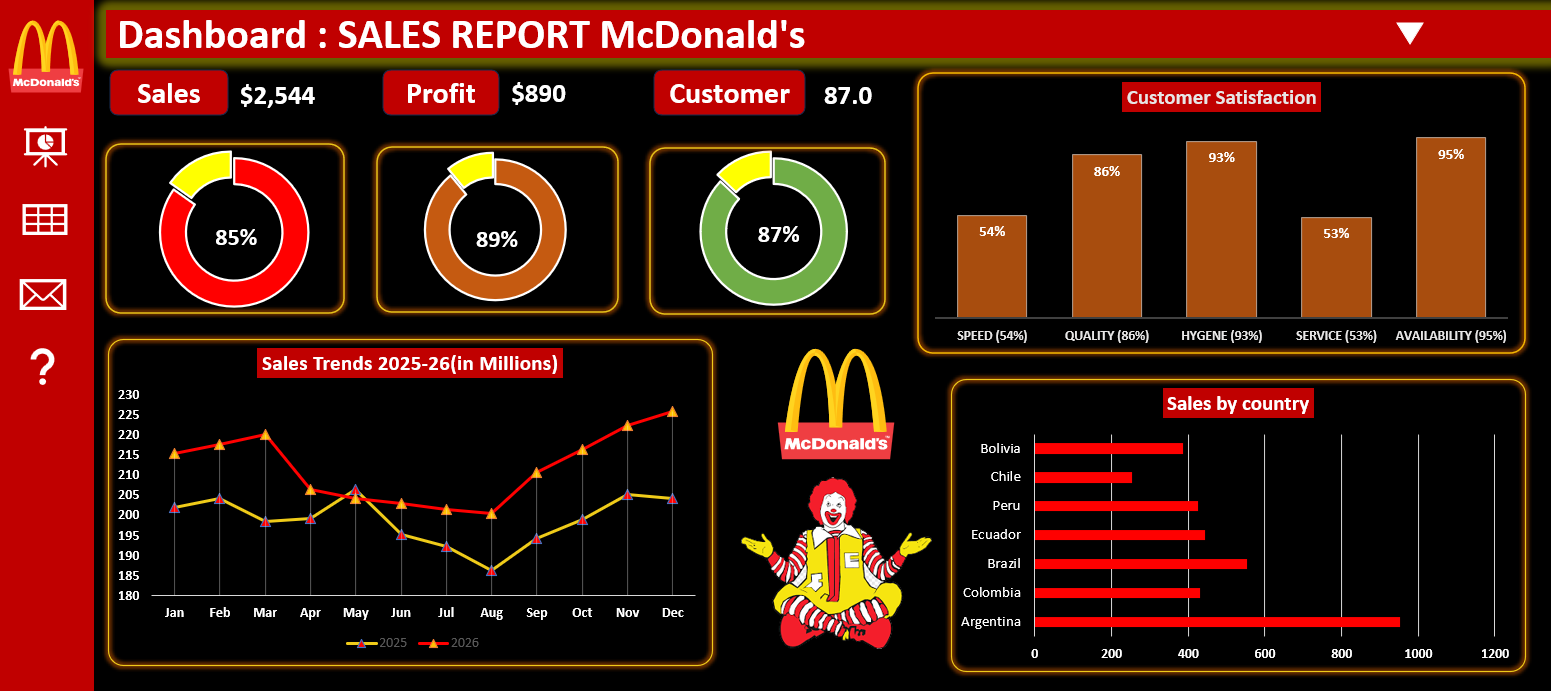 Dashboard : SALES REPORT McDonald's
McDonald's
Sales
$2,544
Profit
$890
Customer
87.0
85%
89%
87%
Customer Satisfaction
54%
86%
93%
53%
95%
SPEED (54%)
QUALITY (86%)
HYGENE (93%)
SERVICE (53%)
AVAILABILITY (95%)
?
Sales Trends 2025-26(in Millions)
230
225
220
215
210
205
200
195
190
185
180
Jan
Feb
Mar
Apr
May
Jun
Jul
Aug
Sep
Oct
Nov
Dec
2025
2026
McDonald's
Sales by country
Bolivia
Chile
Peru
Ecuador
Brazil
Colombia
Argentina
0
200
400
600
800
1000
1200